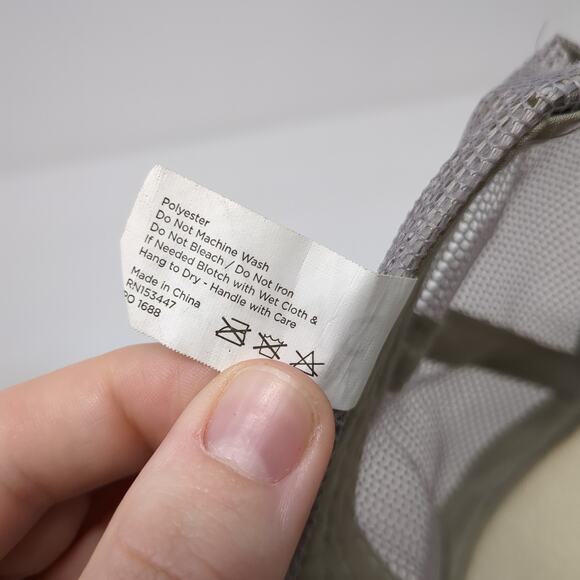 Polyester
Do Not Machine Wash
Do Not Bleach / Do Not Iron
If Needed Blotch with Wet Cloth &
Hang to Dry - Handle with Care
Made in China
RN153447
PO 1688